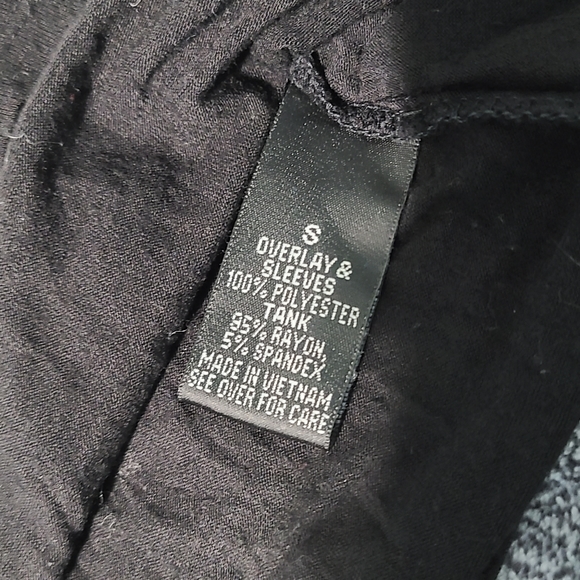 S
OVERLAY &
SLEEVES
100% POLYESTER
TANK
95% RAYON,
5% SPANDEX
MADE IN VIETNAM
SEE OVER FOR CARE